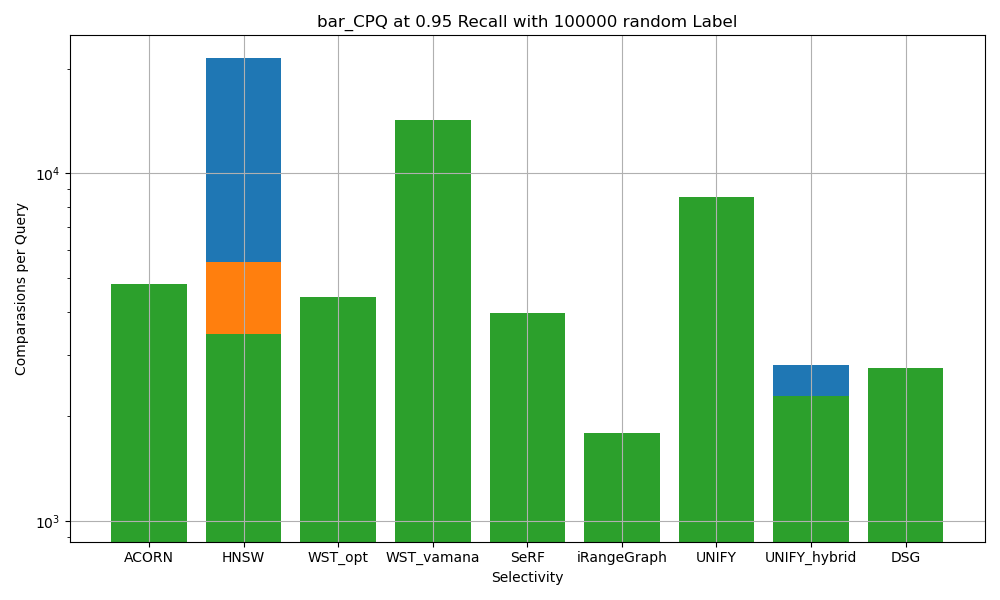 bar_CPQ at 0.95 Recall with 100000 random Label
Comparasions per Query
10^4
10^3
ACORN HNSW WST_opt WST_vamana SeRF iRangeGraph UNIFY UNIFY_hybrid DSG
Selectivity